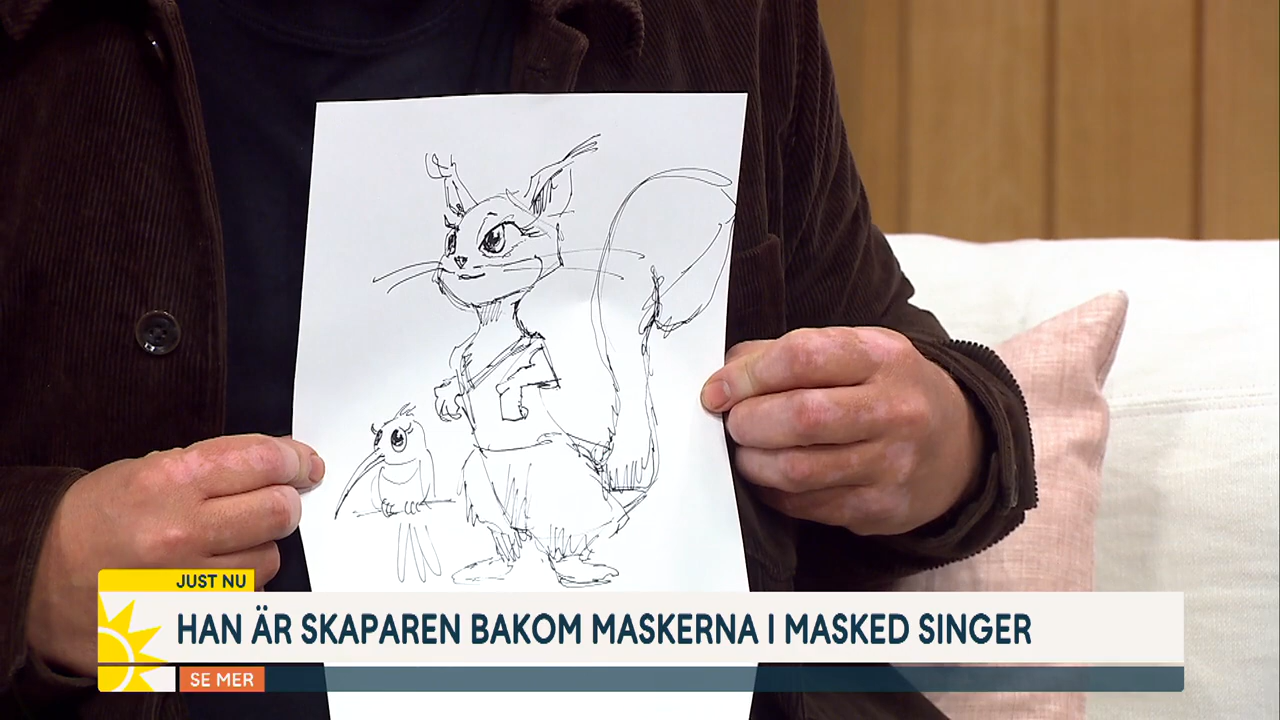 JUST NU
HAN ÄR SKAPAREN BAKOM MASKERNA I MASKED SINGER
SE MER